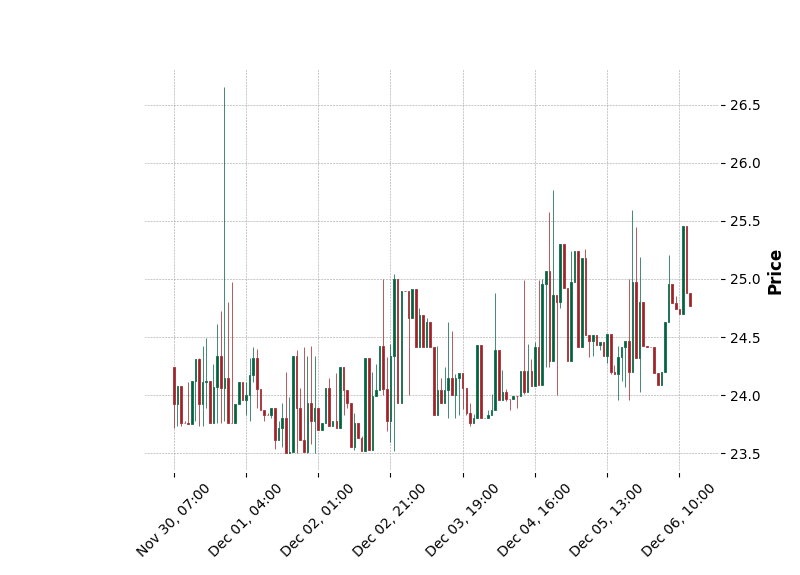 26.5
26.0
25.5
25.0
24.5
24.0
23.5
Price
Nov 30, 07:00
Dec 01, 04:00
Dec 02, 01:00
Dec 02, 21:00
Dec 03, 19:00
Dec 04, 16:00
Dec 05, 13:00
Dec 06, 10:00